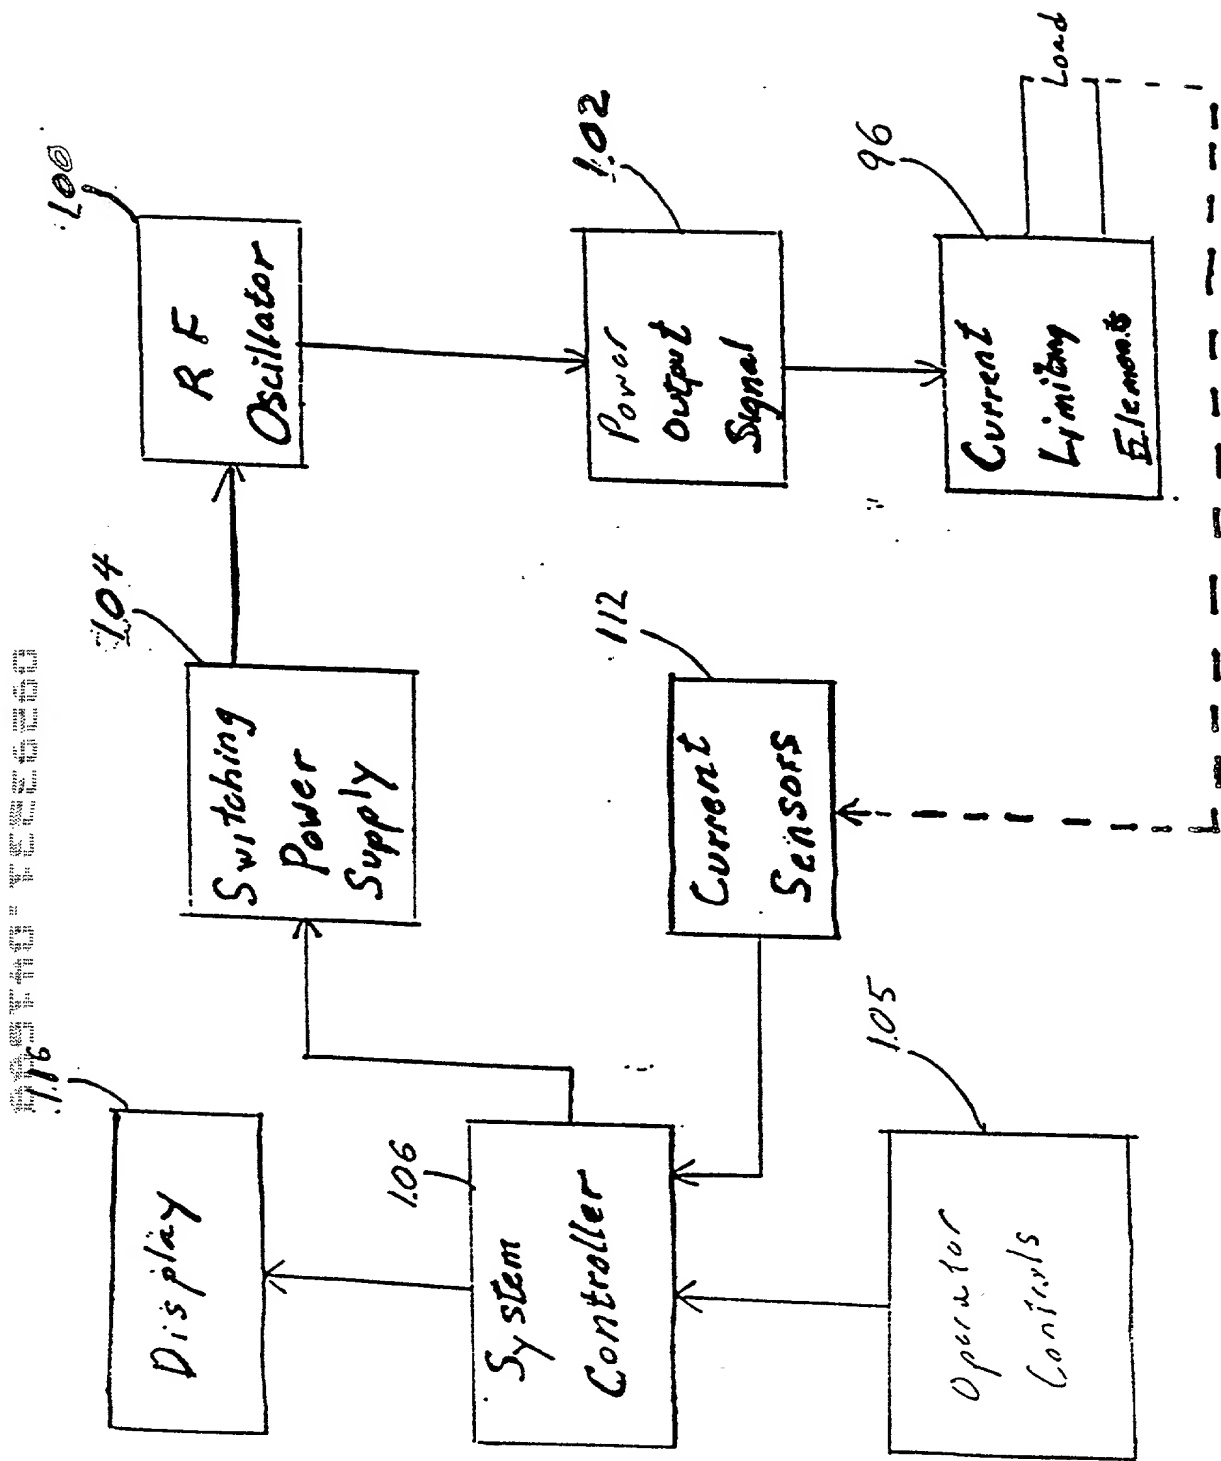 116
Display
104
Switching
Power
Supply
100
RF
Oscillator
106
System
Controller
112
Current
Sensors
102
Power
Output
Signal
105
Operator
Controls
96
Current
Limiting
Elements
Load